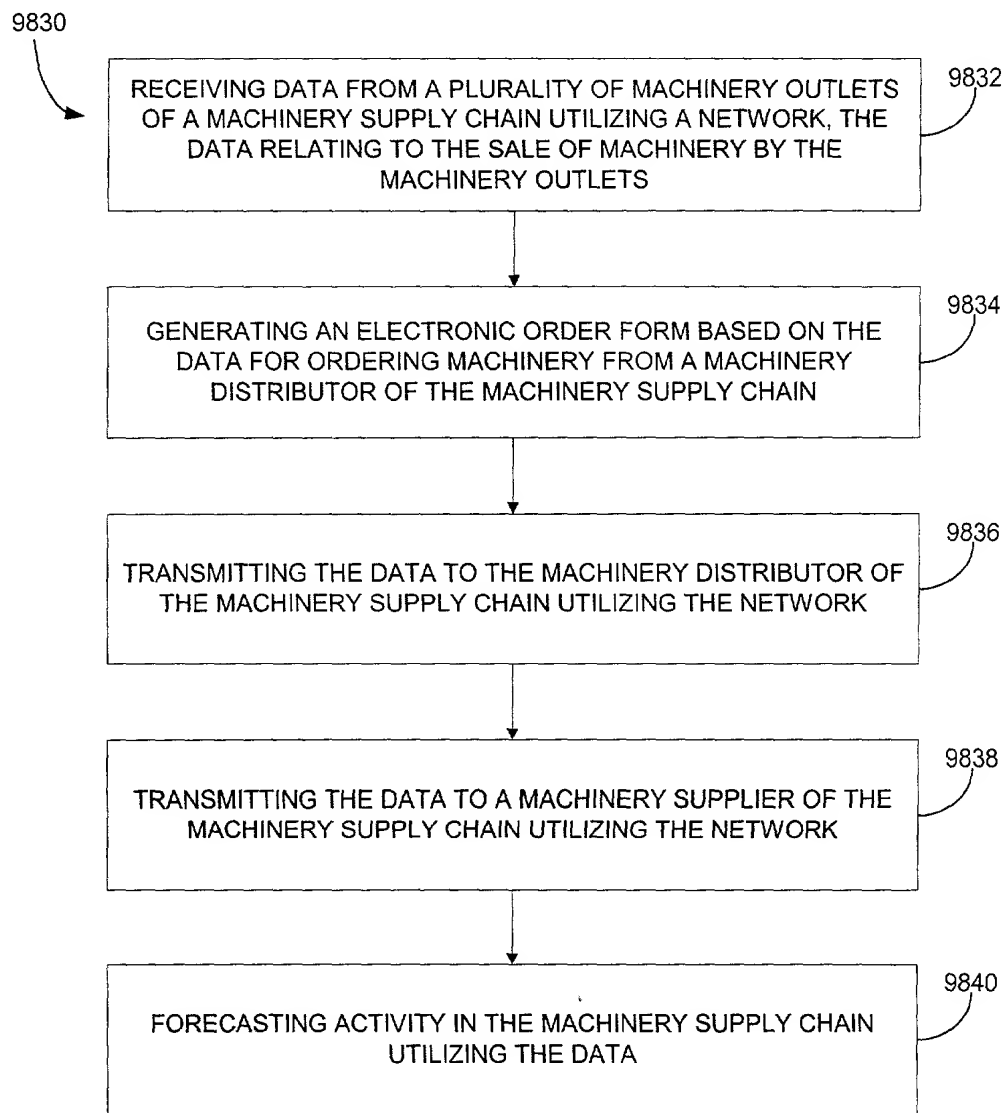 9830
RECEIVING DATA FROM A PLURALITY OF MACHINERY OUTLETS
OF A MACHINERY SUPPLY CHAIN UTILIZING A NETWORK, THE
DATA RELATING TO THE SALE OF MACHINERY BY THE
MACHINERY OUTLETS
9832
GENERATING AN ELECTRONIC ORDER FORM BASED ON THE
DATA FOR ORDERING MACHINERY FROM A MACHINERY
DISTRIBUTOR OF THE MACHINERY SUPPLY CHAIN
9834
TRANSMITTING THE DATA TO THE MACHINERY DISTRIBUTOR OF
THE MACHINERY SUPPLY CHAIN UTILIZING THE NETWORK
9836
TRANSMITTING THE DATA TO A MACHINERY SUPPLIER OF THE
MACHINERY SUPPLY CHAIN UTILIZING THE NETWORK
9838
FORECASTING ACTIVITY IN THE MACHINERY SUPPLY CHAIN
UTILIZING THE DATA
9840